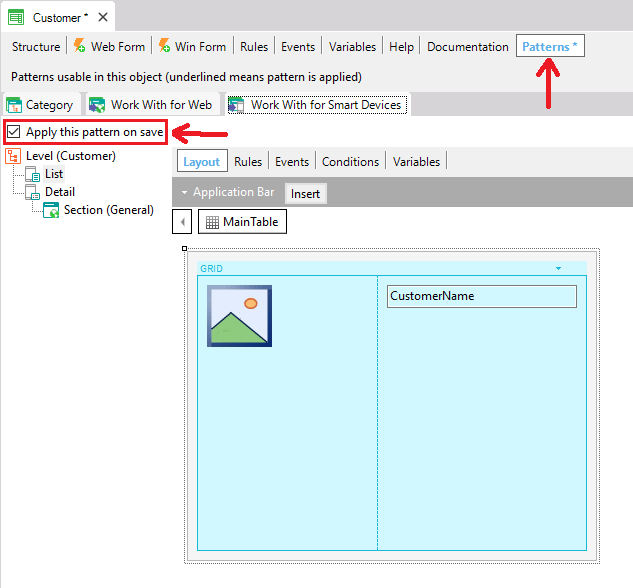 Customer *
Structure Web Form Win Form Rules Events Variables Help Documentation Patterns *
Patterns usable in this object (underlined means pattern is applied)
Category Work With for Web Work With for Smart Devices
Apply this pattern on save
Level (Customer)
List
Detail
Section (General)
Layout Rules Events Conditions Variables
Application Bar Insert
MainTable
GRID
CustomerName